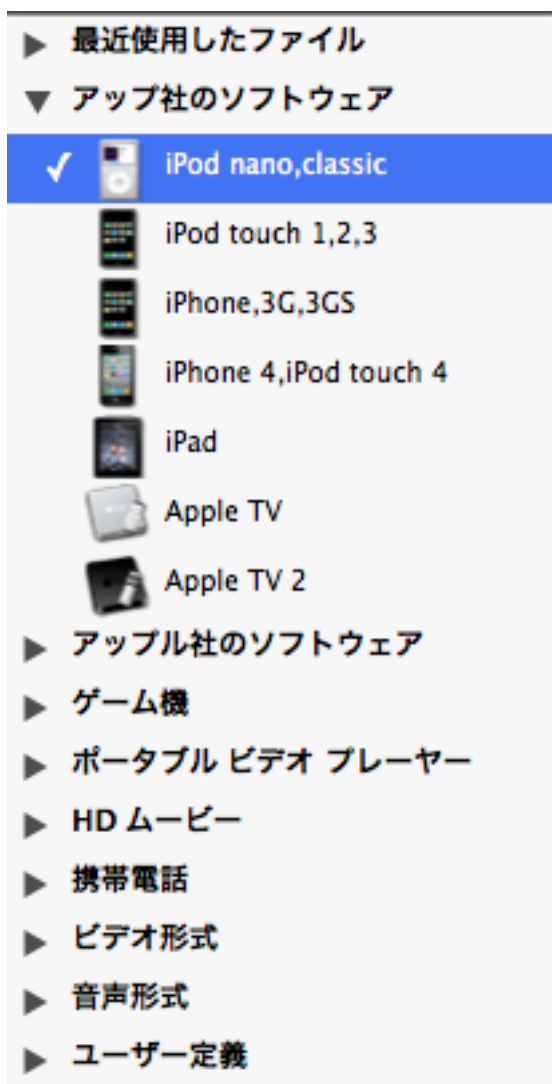 最近使用したファイル
アップ社のソフトウェア
iPod nano,classic
iPod touch 1,2,3
iPhone,3G,3GS
iPhone 4,iPod touch 4
iPad
Apple TV
Apple TV 2
アップル社のソフトウェア
ゲーム機
ポータブル ビデオ プレーヤー
HD ムービー
携帯電話
ビデオ形式
音声形式
ユーザー定義